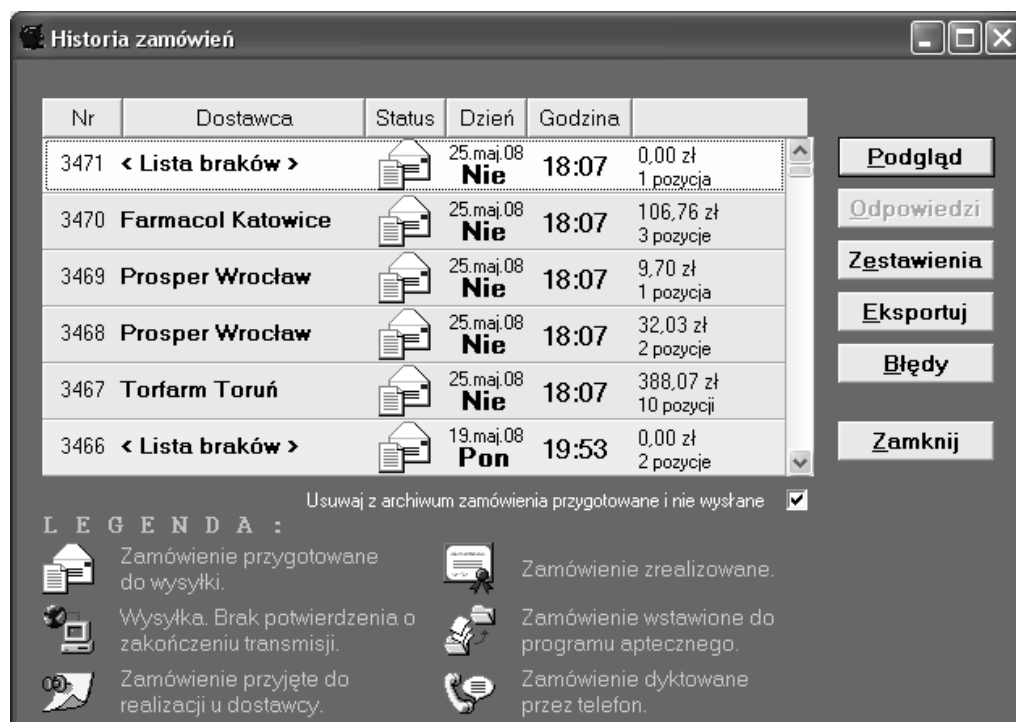 Historia zamówień
Nr Dostawca Status Dzień Godzina
3471 < Lista braków > 25.maj.08 Nie 18:07 0,00 zł 1 pozycja
3470 Farmacol Katowice 25.maj.08 Nie 18:07 106,76 zł 3 pozycje
3469 Prosper Wrocław 25.maj.08 Nie 18:07 9,70 zł 1 pozycja
3468 Prosper Wrocław 25.maj.08 Nie 18:07 32,03 zł 2 pozycje
3467 Torfarm Toruń 25.maj.08 Nie 18:07 388,07 zł 10 pozycji
3466 < Lista braków > 19.maj.08 Pon 19:53 0,00 zł 2 pozycje
Podgląd
Odpowiedzi
Zestawienia
Eksportuj
Błędy
Zamknij
Usuwaj z archiwum zamówienia przygotowane i nie wysłane
LEGENDA:
Zamówienie przygotowane
do wysyłki.
Wysyłka. Brak potwierdzenia o
zakończeniu transmisji.
Zamówienie przyjęte do
realizacji u dostawcy.
Zamówienie zrealizowane.
Zamówienie wstawione do
programu aptecznego.
Zamówienie dyktowane
przez telefon.